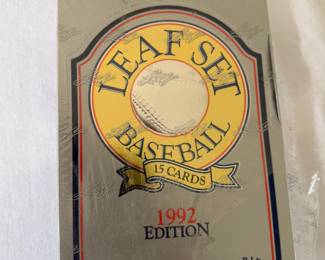 LEAF SET
BASEBALL
15 CARDS
1992
EDITION